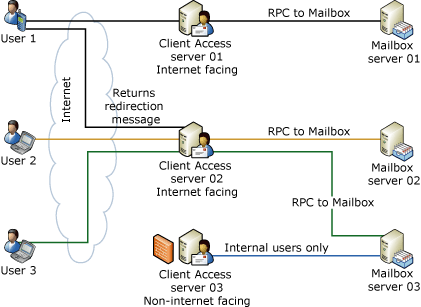 RPC to Mailbox
User 1
Client Access
server 01
Internet facing
Mailbox
server 01
Internet
Returns
redirection
message
RPC to Mailbox
User 2
Client Access
server 02
Internet facing
Mailbox
server 02
RPC to Mailbox
Internal users only
User 3
Client Access
server 03
Non-internet facing
Mailbox
server 03